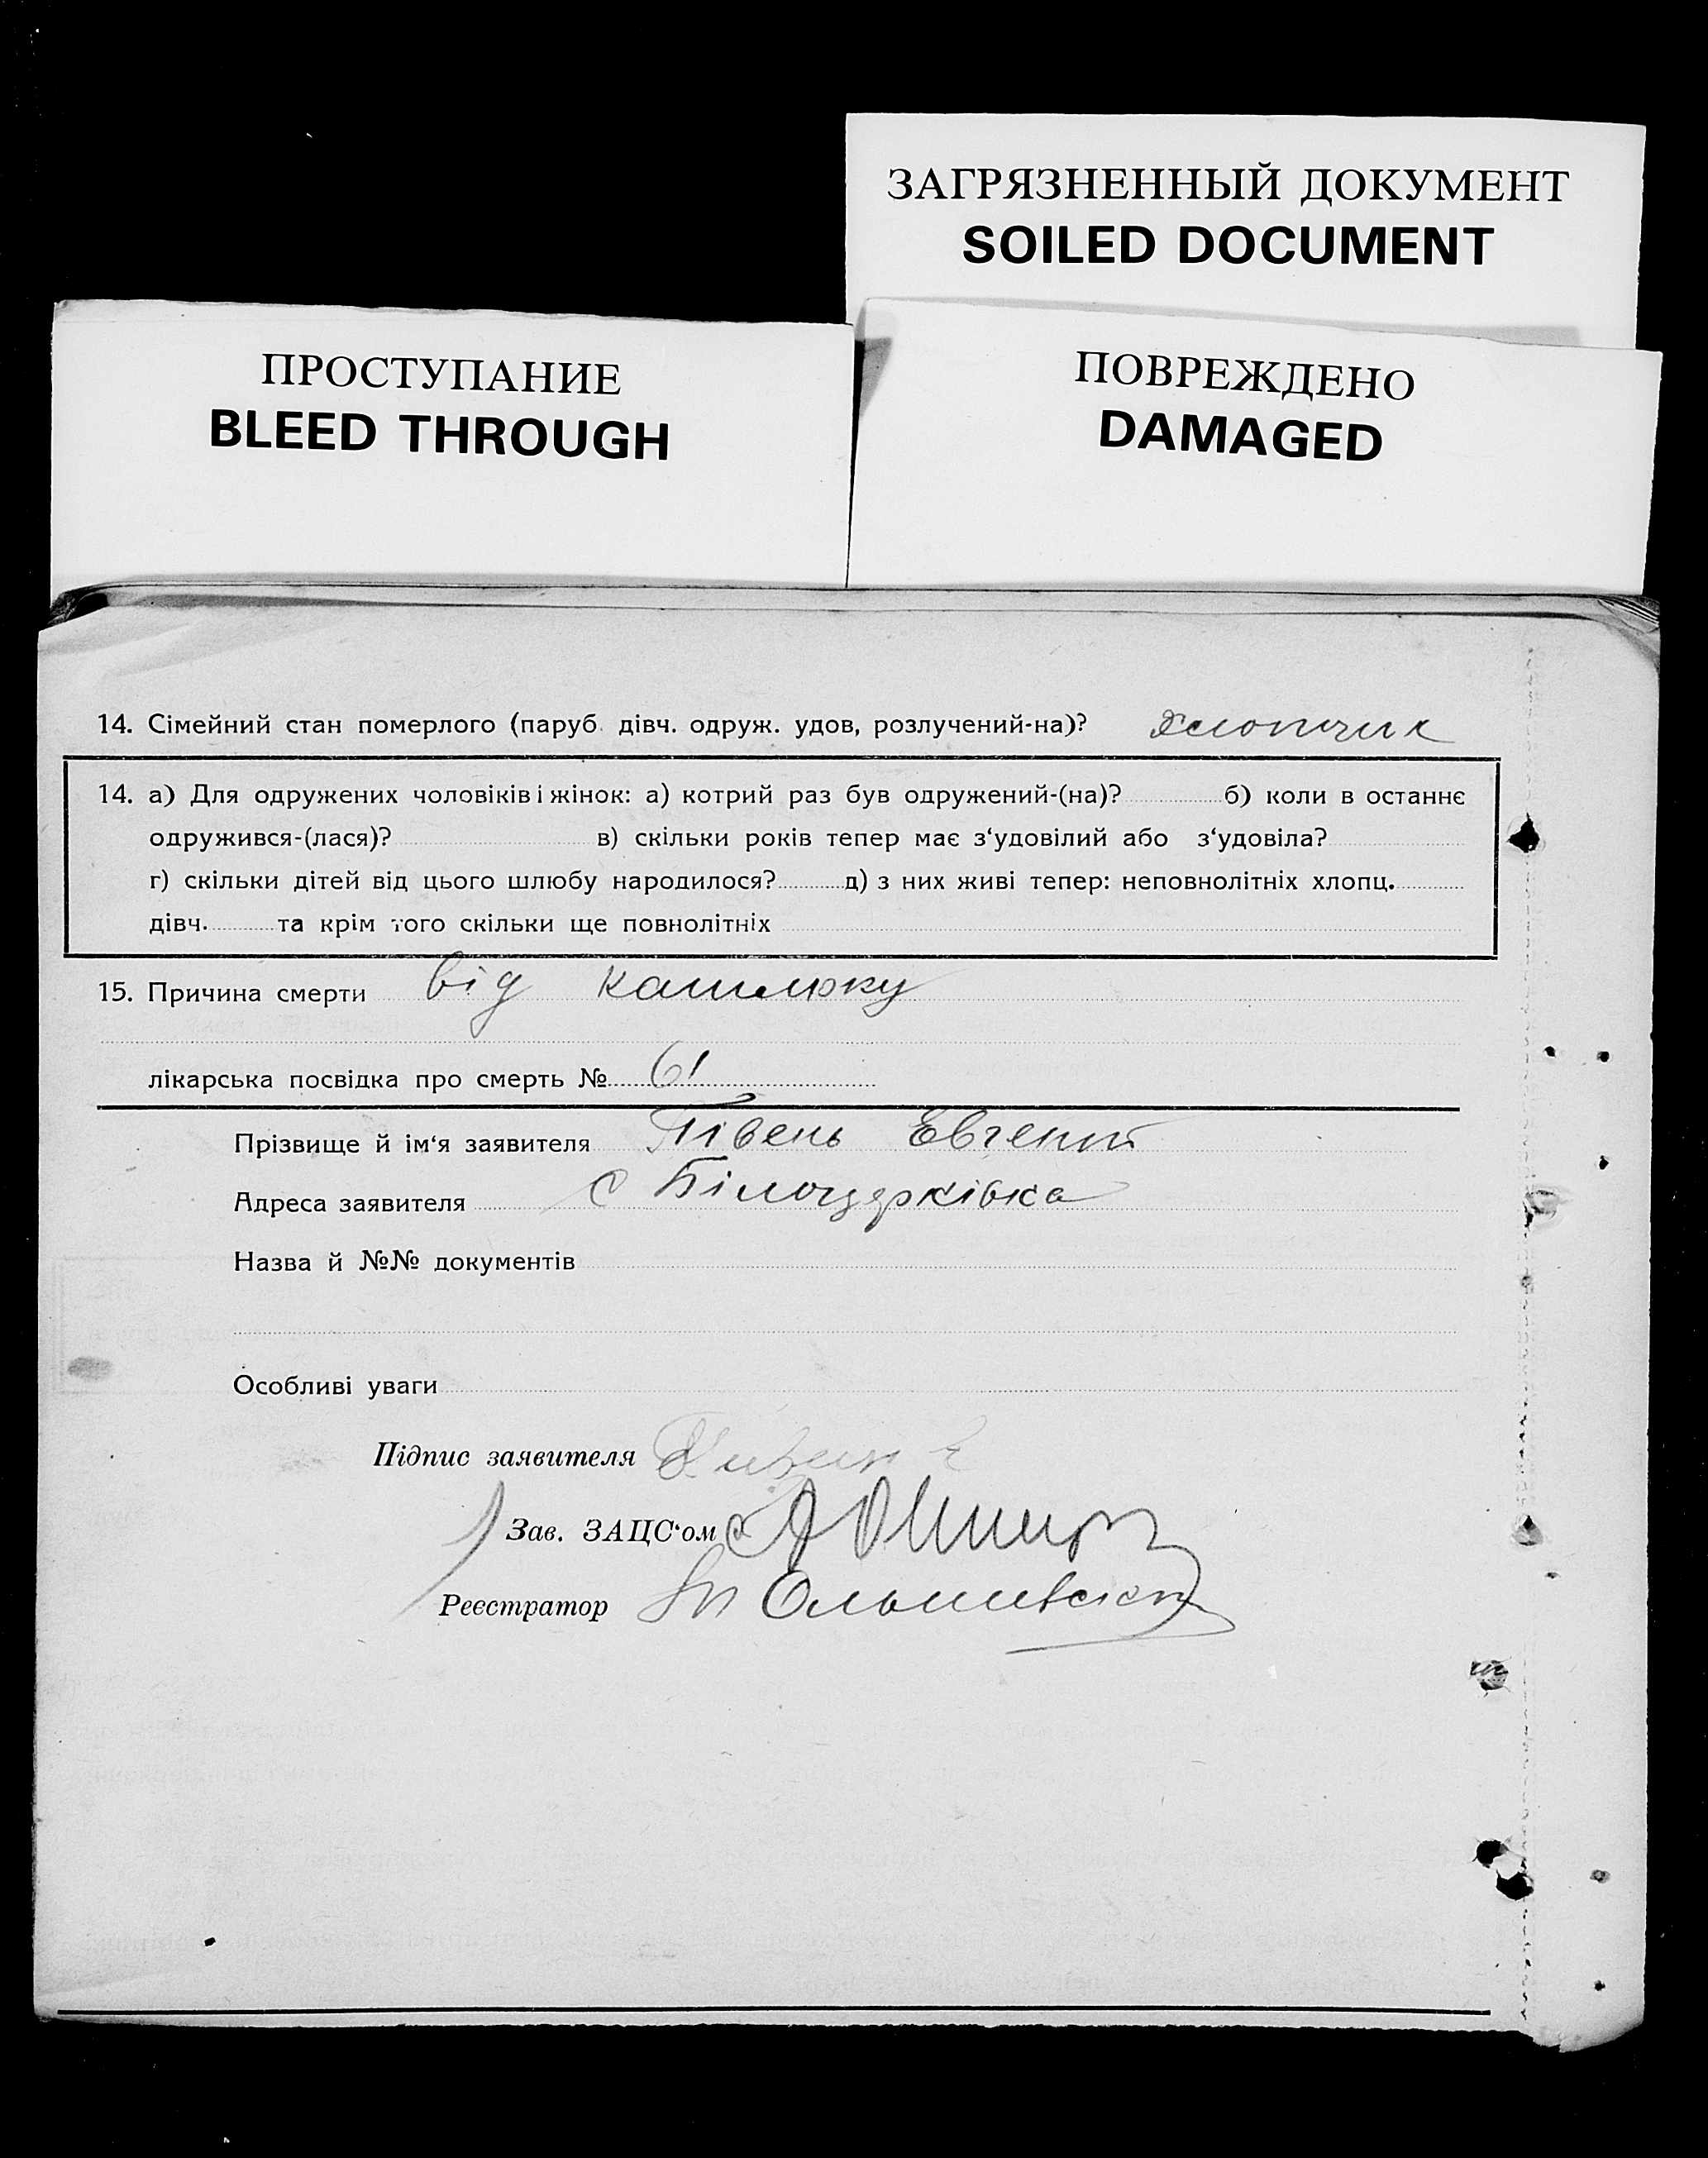 ЗАГРЯЗНЕННЫЙ ДОКУМЕНТ
SOILED DOCUMENT
ПРОСТУПАНИЕ
BLEED THROUGH
ПОВРЕЖДЕНО
DAMAGED
14. Сімейний стан померлого (паруб. дівч. одруж. удов, розлучений-на)? Хлопчик
14. а) Для одружених чоловіків і жінок: а) котрий раз був одружений-(на)? б) коли в останнє
одружився-(лася)? в) скільки років тепер має з‘удовілий або з‘удовіла?
г) скільки дітей від цього шлюбу народилося? д) з них живі тепер: неповнолітніх хлопц.
дівч. та крім того скільки ще повнолітніх
15. Причина смерти від кашлюку
лікарська посвідка про смерть № 61
Прізвище й ім‘я заявителя Півень Евгений
Адреса заявителя с Білоцерківка
Назва й №№ документів
Особливі уваги
Підпис заявителя
Зав. ЗАЦС‘ом
Реєстратор